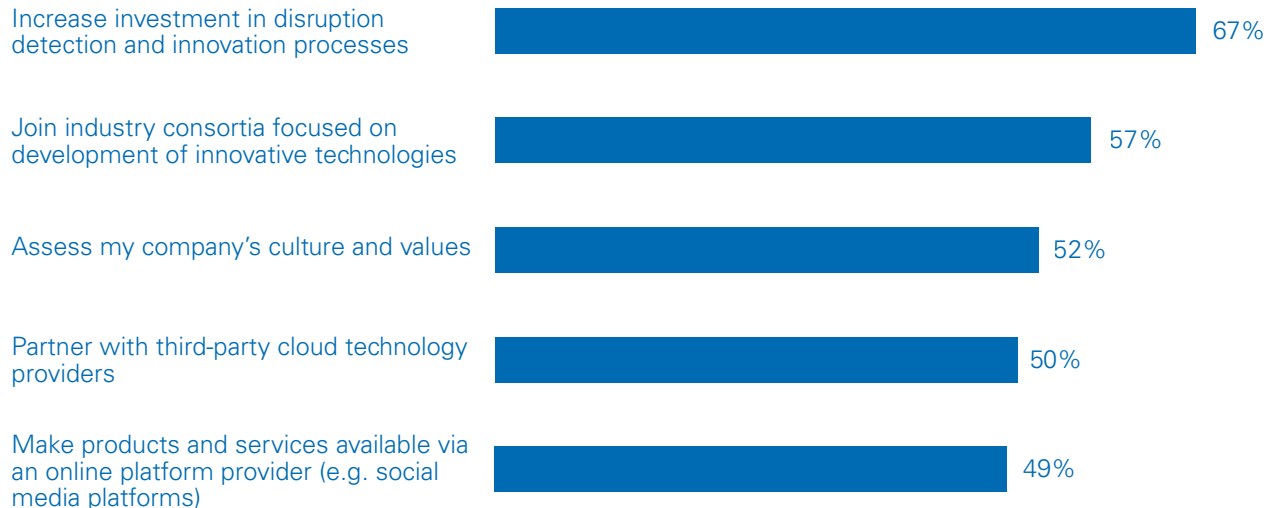 Increase investment in disruption
detection and innovation processes
67%
Join industry consortia focused on
development of innovative technologies
57%
Assess my company’s culture and values
52%
Partner with third-party cloud technology
providers
50%
Make products and services available via
an online platform provider (e.g. social
media platforms)
49%